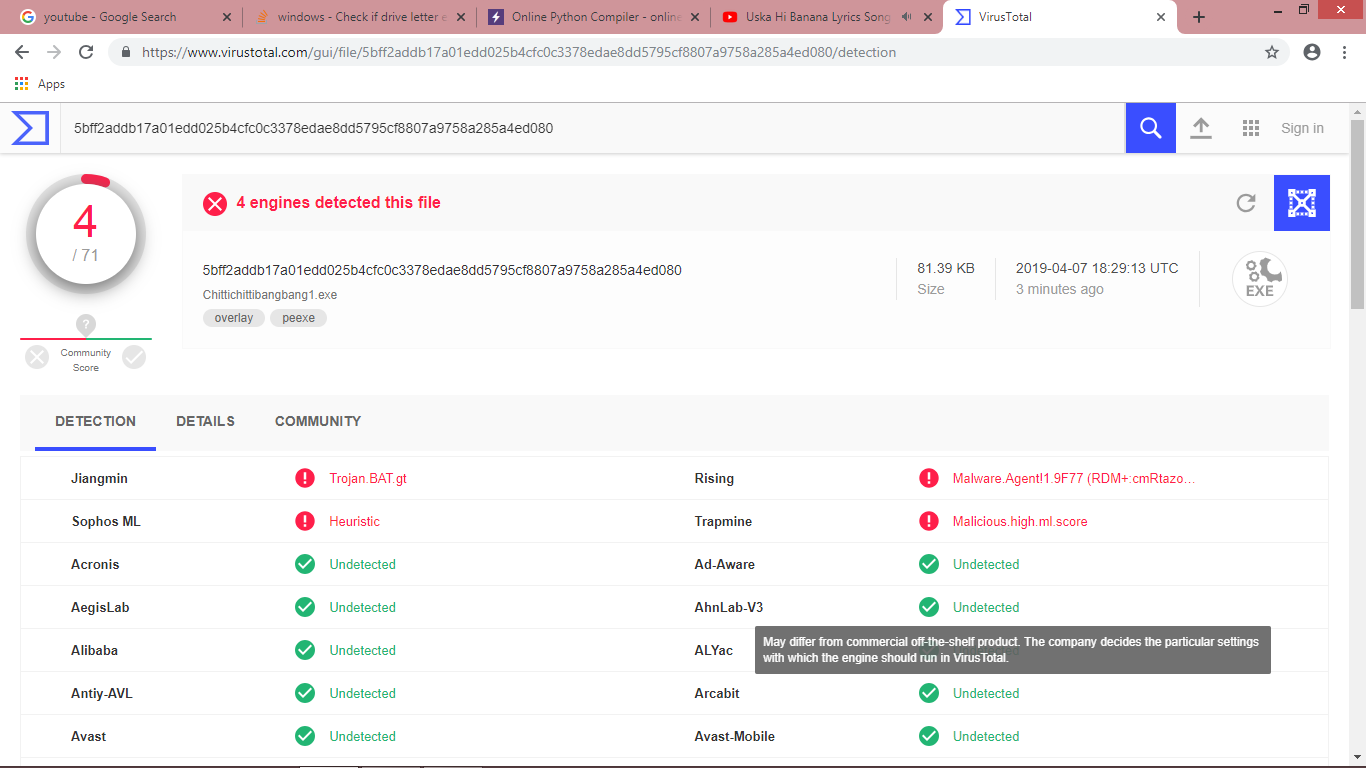 youtube - Google Search
windows - Check if drive letter e
Online Python Compiler - online
Uska Hi Banana Lyrics Song
VirusTotal
https://www.virustotal.com/gui/file/5bff2addb17a01edd025b4cfc0c3378edae8dd5795cf8807a9758a285a4ed080/detection
Apps
5bff2addb17a01edd025b4cfc0c3378edae8dd5795cf8807a9758a285a4ed080
Sign in
4
/ 71
4 engines detected this file
5bff2addb17a01edd025b4cfc0c3378edae8dd5795cf8807a9758a285a4ed080
Chittichittibangbang1.exe
overlay peexe
81.39 KB
Size
2019-04-07 18:29:13 UTC
3 minutes ago
EXE
?
Community
Score
DETECTION DETAILS COMMUNITY
Jiangmin Trojan.BAT.gt Rising Malware.Agent!1.9F77 (RDM+:cmRtazo...
Sophos ML Heuristic Trapmine Malicious.high.ml.score
Acronis Undetected Ad-Aware Undetected
AegisLab Undetected AhnLab-V3 Undetected
Alibaba Undetected ALYac
May differ from commercial off-the-shelf product. The company decides the particular settings
with which the engine should run in VirusTotal.
Antiy-AVL Undetected Arcabit Undetected
Avast Undetected Avast-Mobile Undetected